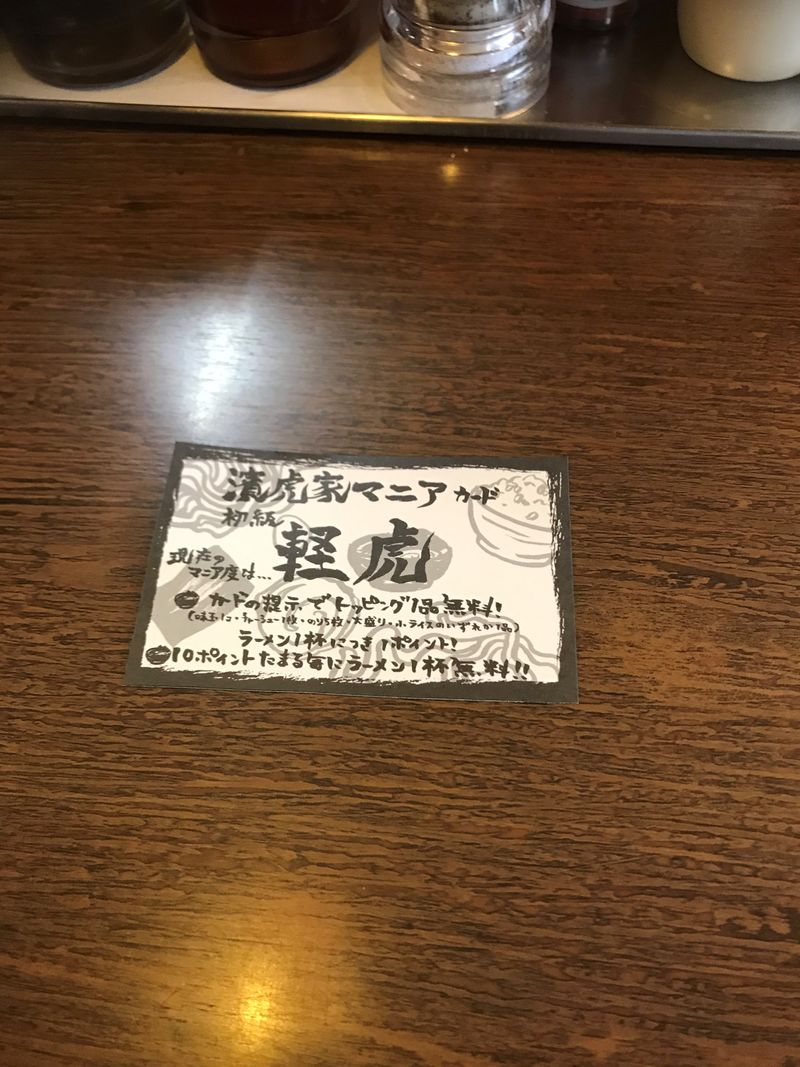 濱虎家マニアカード
初級
軽虎
現在の
マニア度は…
カードの提示でトッピング1品無料!
(味玉1コ・チャーシュー1枚・のり5枚・大盛り・小ライスのいずれか1品)
ラーメン1杯につき1ポイント!
10ポイントたまる毎にラーメン1杯無料!!